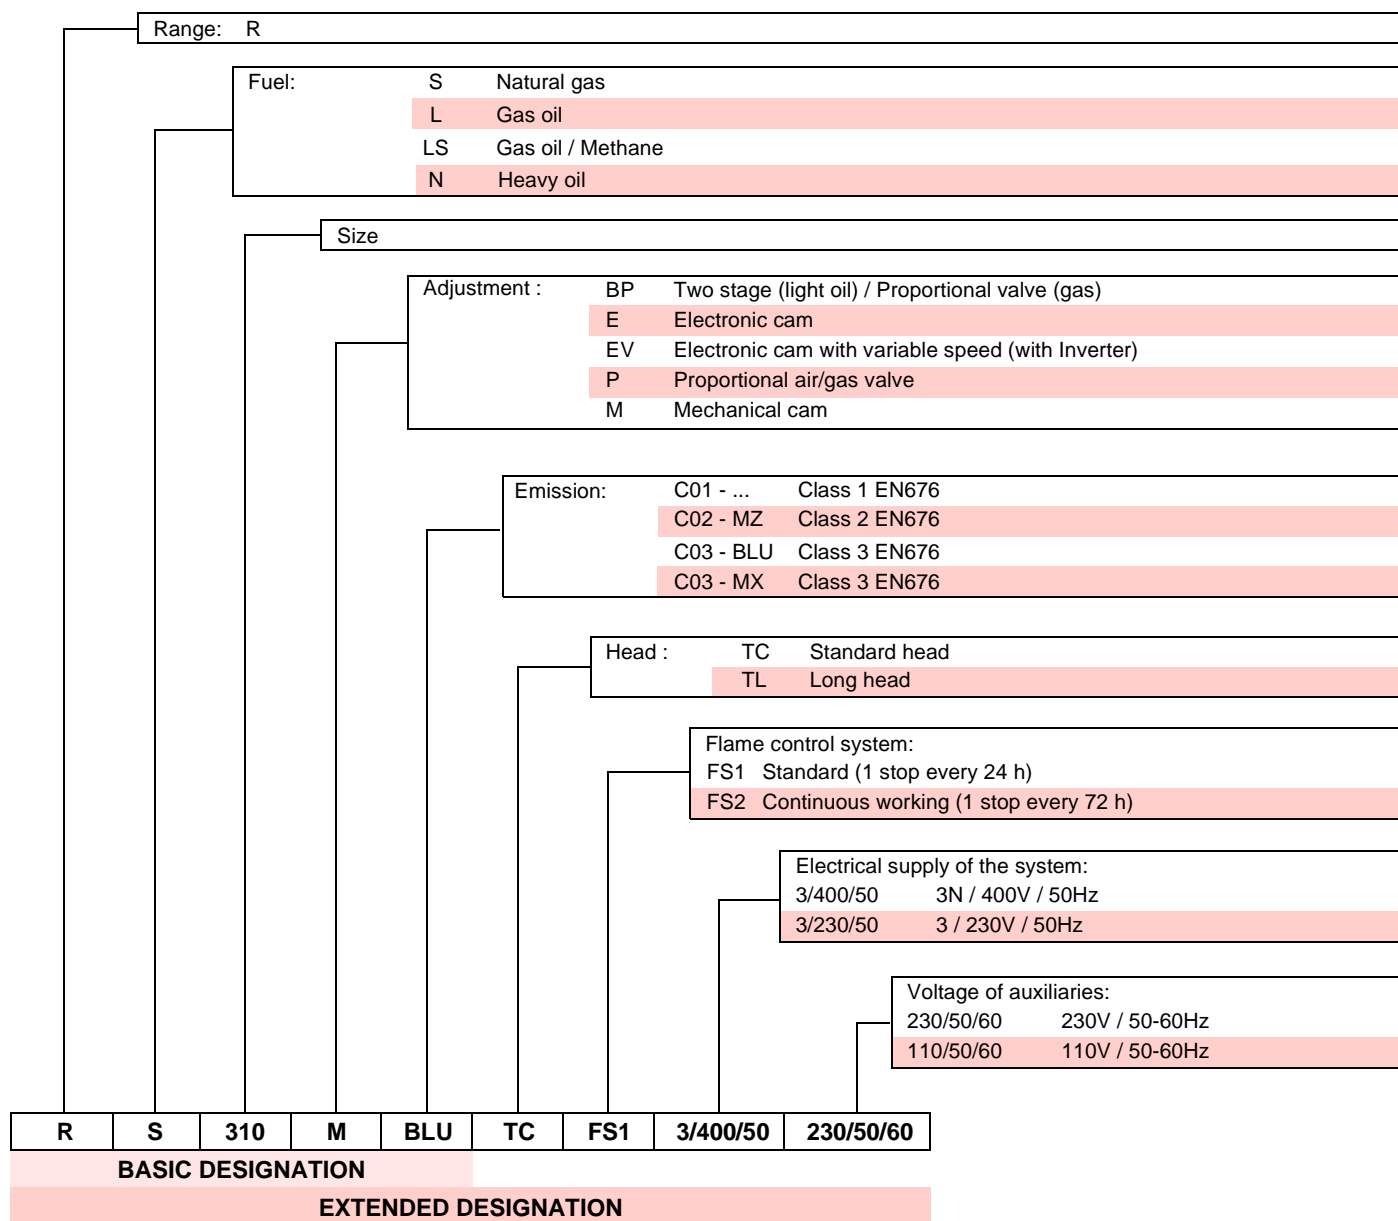 Range: R
Fuel: S Natural gas
L Gas oil
LS Gas oil / Methane
N Heavy oil
Size
Adjustment : BP Two stage (light oil) / Proportional valve (gas)
E Electronic cam
EV Electronic cam with variable speed (with Inverter)
P Proportional air/gas valve
M Mechanical cam
Emission: C01 - ... Class 1 EN676
C02 - MZ Class 2 EN676
C03 - BLU Class 3 EN676
C03 - MX Class 3 EN676
Head : TC Standard head
TL Long head
Flame control system:
FS1 Standard (1 stop every 24 h)
FS2 Continuous working (1 stop every 72 h)
Electrical supply of the system:
3/400/50 3N / 400V / 50Hz
3/230/50 3 / 230V / 50Hz
Voltage of auxiliaries:
230/50/60 230V / 50-60Hz
110/50/60 110V / 50-60Hz
R S 310 M BLU TC FS1 3/400/50 230/50/60
BASIC DESIGNATION
EXTENDED DESIGNATION